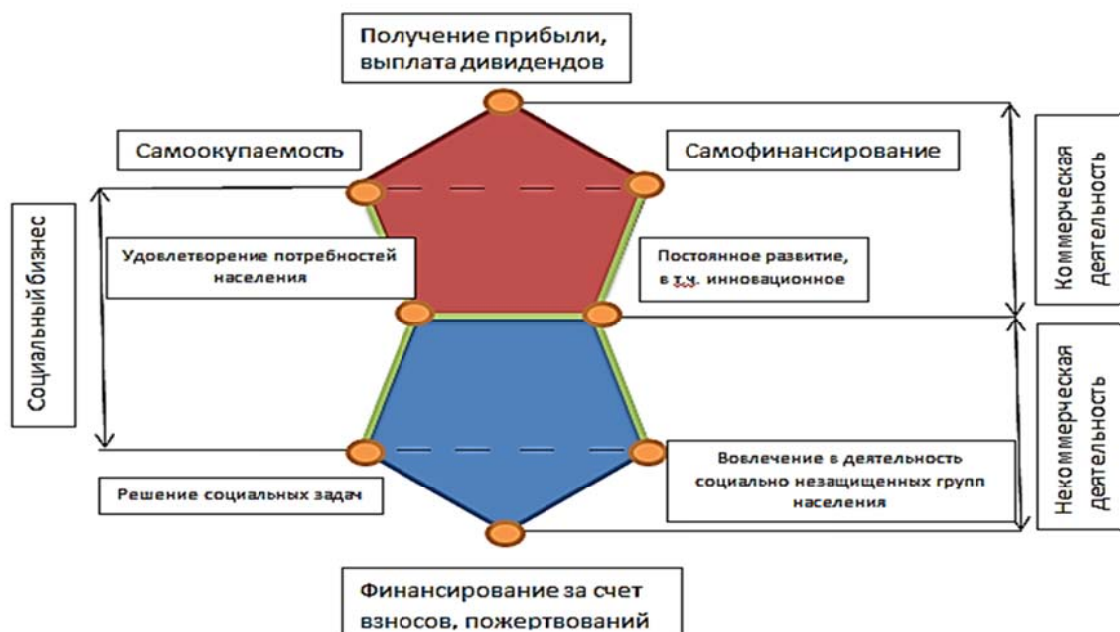 Получение прибыли,
выплата дивидендов
Самоокупаемость
Самофинансирование
Социальный бизнес
Удовлетворение потребностей
населения
Постоянное развитие,
в т.ч. инновационное
Коммерческая
деятельность
Решение социальных задач
Вовлечение в деятельность
социально незащищенных групп
населения
Некоммерческая
деятельность
Финансирование за счет
взносов, пожертвований